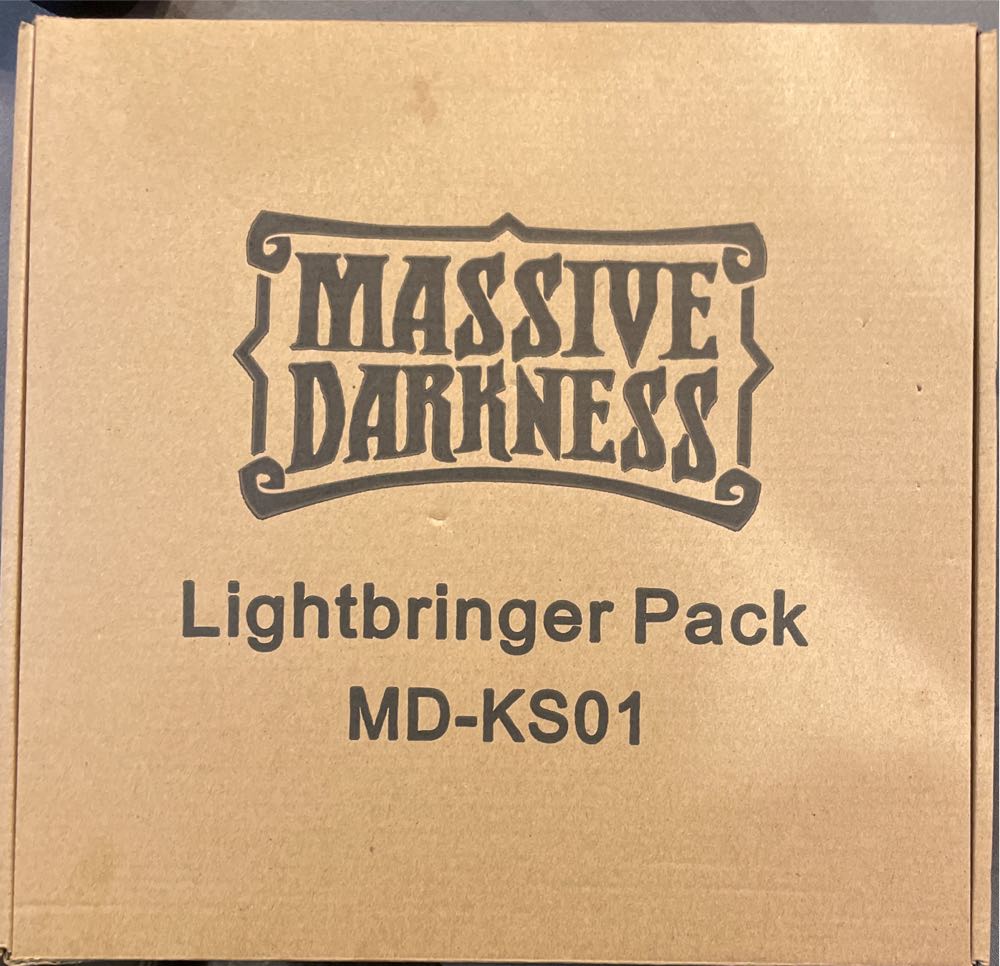 MASSIVE
DARKNESS
Lightbringer Pack
MD-KS01